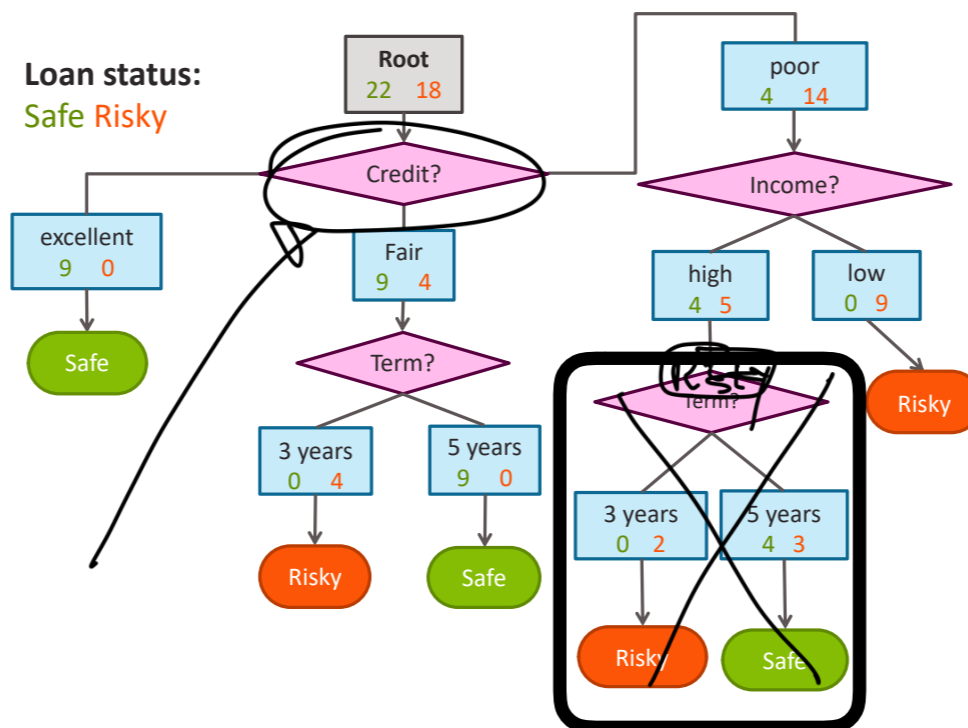 Loan status:
Safe Risky
Root
22 18
Credit?
excellent
9 0
Safe
Fair
9 4
Term?
3 years
0 4
Risky
5 years
9 0
Safe
poor
4 14
Income?
high
4 5
low
0 9
Risky
Risky
Term?
3 years
0 2
Risky
5 years
4 3
Safe